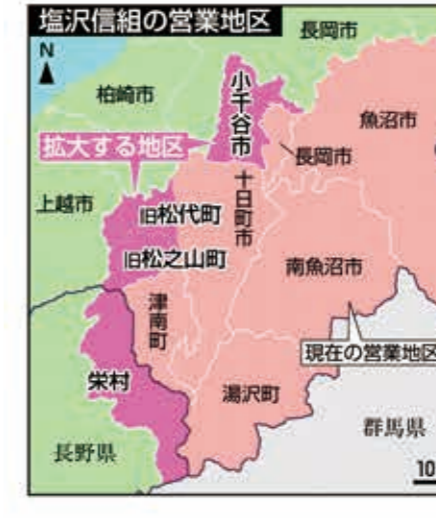 塩沢信組の営業地区
長岡市
N
柏崎市
小千谷市
魚沼市
拡大する地区
長岡市
十日町市
上越市
旧松代町
旧松之山町
南魚沼市
津南町
現在の営業地区
栄村
湯沢町
群馬県
長野県
10